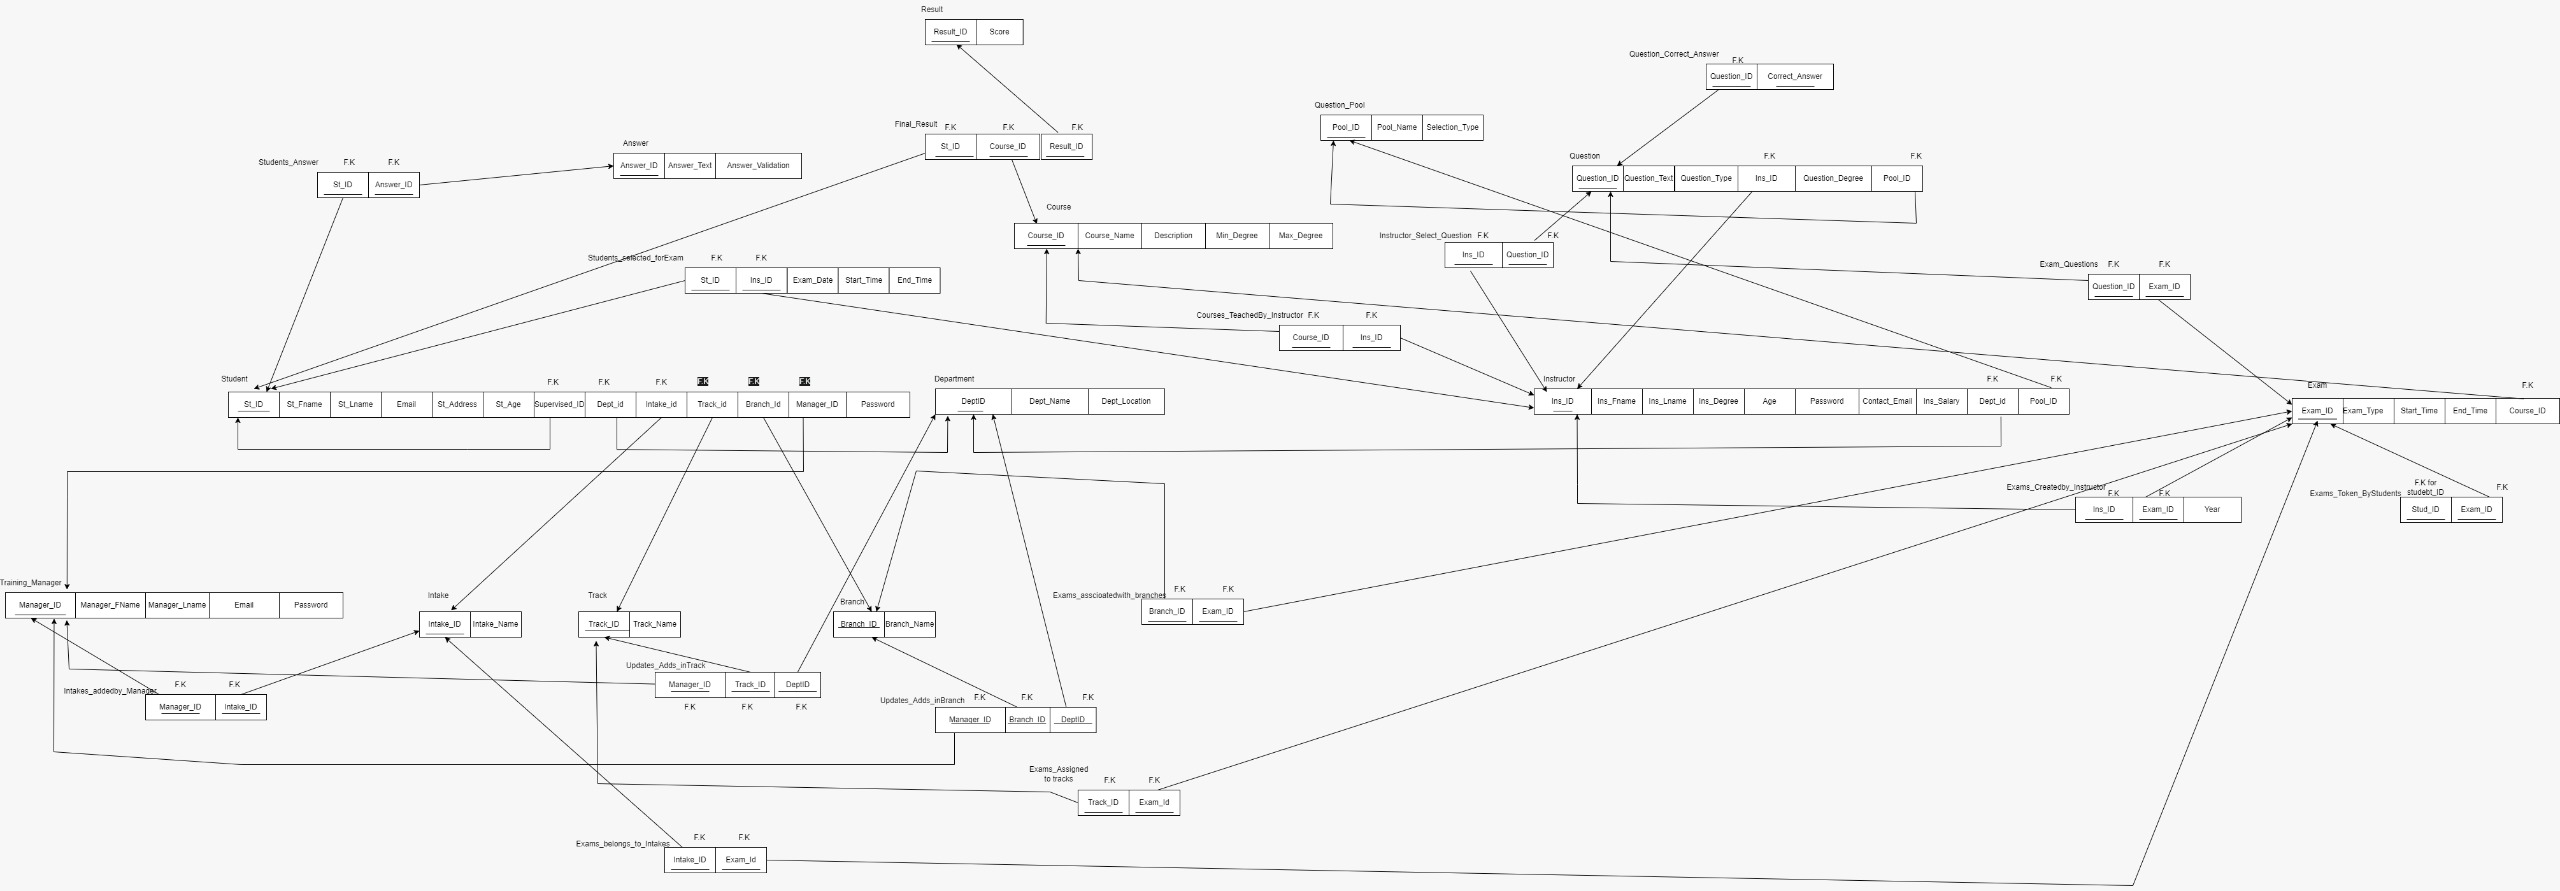 Result
Result_ID Score
Question_Correct_Answer
F.K
Question_ID Correct_Answer
Question_Pool
Pool_ID Pool_Name Selection_Type
Final_Result F.K F.K F.K
St_ID Course_ID Result_ID
Answer
Answer_ID Answer_Text Answer_Validation
Students_Answer F.K F.K
St_ID Answer_ID
Question F.K F.K
Question_ID Question_Text Question_Type Ins_ID Question_Degree Pool_ID
Course
Course_ID Course_Name Description Min_Degree Max_Degree
Instructor_Select_Question F.K F.K
Ins_ID Question_ID
Students_selected_forExam F.K F.K
St_ID Ins_ID Exam_Date Start_Time End_Time
Exam_Questions F.K F.K
Question_ID Exam_ID
Courses_TeachedBy_Instructor F.K F.K
Course_ID Ins_ID
Student F.K F.K F.K F.K F.K F.K
St_ID St_Fname St_Lname Email St_Address St_Age Supervised_ID Dept_id Intake_id Track_id Branch_Id Manager_ID Password
Department
DeptID Dept_Name Dept_Location
Instructor F.K F.K
Ins_ID Ins_Fname Ins_Lname Ins_Degree Age Password Contact_Email Ins_Salary Dept_id Pool_ID
Exam F.K
Exam_ID Exam_Type Start_Time End_Time Course_ID
Exams_Createdby_Instructor
F.K F.K
Ins_ID Exam_ID Year
Exams_Token_ByStudents
F.K for
studebt_ID
F.K
Stud_ID Exam_ID
Training_Manager
Manager_ID Manager_FName Manager_Lname Email Password
Intake
Intake_ID Intake_Name
Track
Track_ID Track_Name
Branch
Branch_ID Branch_Name
Exams_asscioatedwith_branches
F.K F.K
Branch_ID Exam_ID
Updates_Adds_inTrack
Manager_ID Track_ID DeptID
F.K F.K F.K
Intakes_addedby_Manager F.K F.K
Manager_ID Intake_ID
Updates_Adds_inBranch F.K F.K F.K
Manager_ID Branch_ID DeptID
Exams_Assigned
to tracks
F.K F.K
Track_ID Exam_Id
Exams_belongs_to_Intakes F.K F.K
Intake_ID Exam_Id